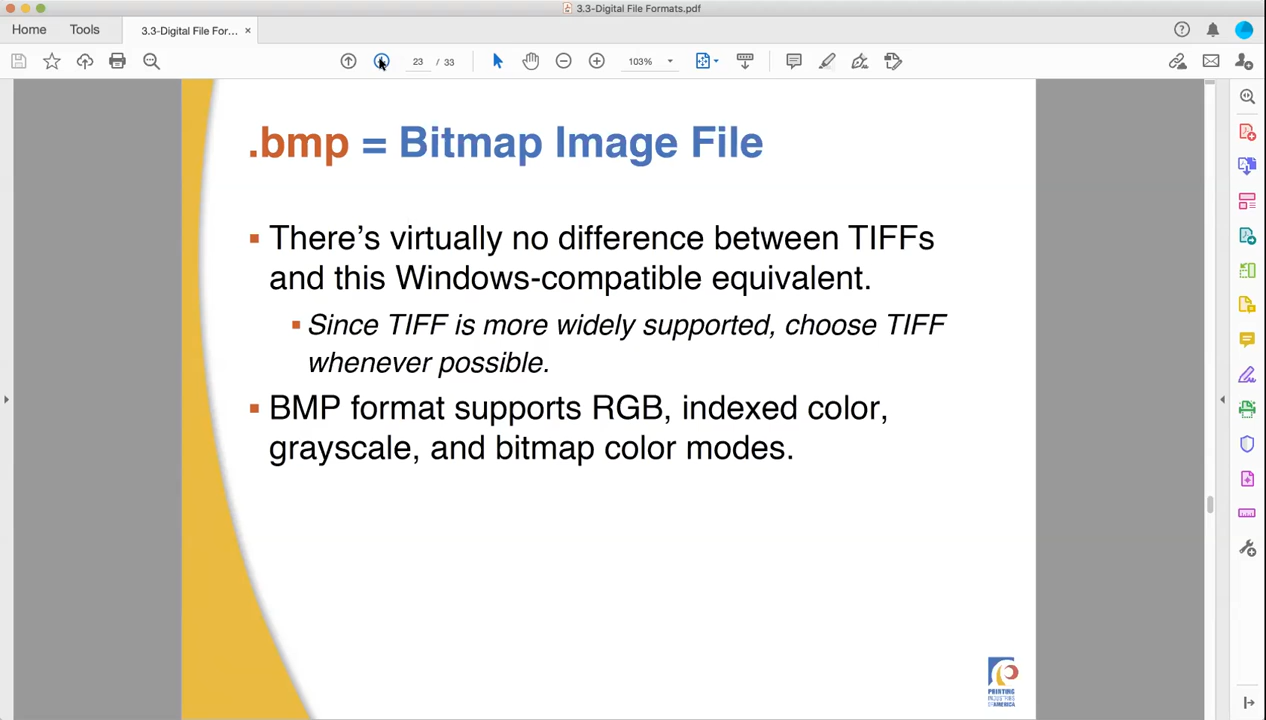 3.3-Digital File Formats.pdf
Home
Tools
3.3-Digital File For... ×
23 / 33
103%
.bmp = Bitmap Image File
▪ There's virtually no difference between TIFFs
and this Windows-compatible equivalent.
▪ Since TIFF is more widely supported, choose TIFF
whenever possible.
▪ BMP format supports RGB, indexed color,
grayscale, and bitmap color modes.
PRINTING
INDUSTRIES
OF AMERICA